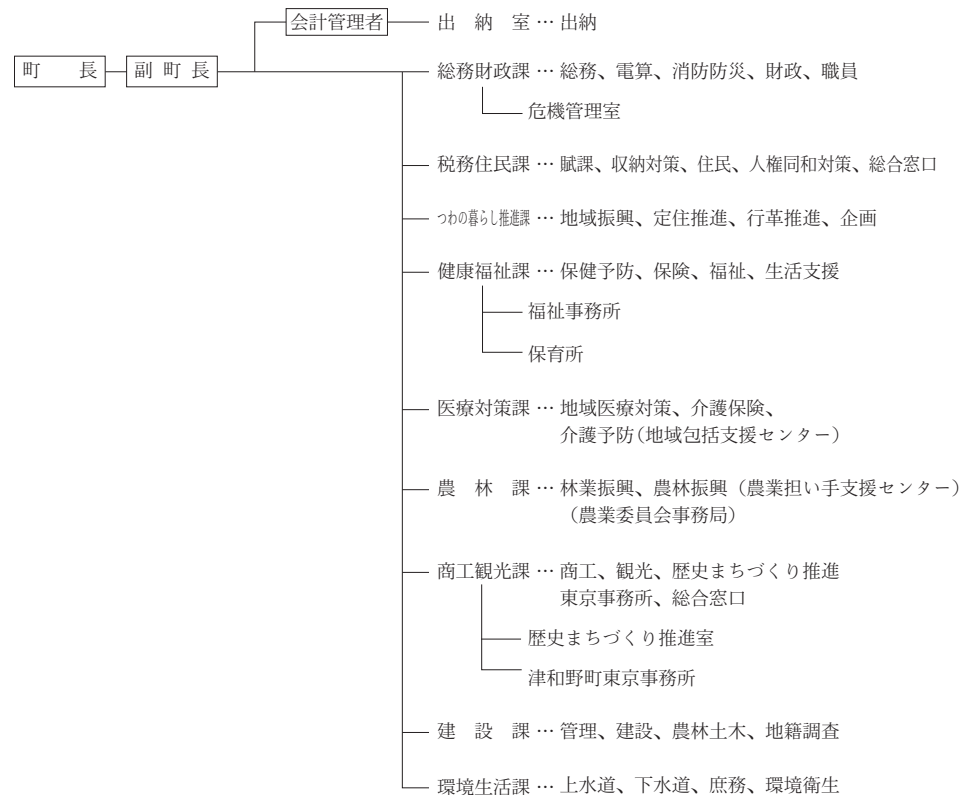 会計管理者 出　納　室 … 出納
町　　長 副 町 長 総務財政課 … 総務、電算、消防防災、財政、職員
危機管理室
税務住民課 … 賦課、収納対策、住民、人権同和対策、総合窓口
つわの暮らし推進課 … 地域振興、定住推進、行革推進、企画
健康福祉課 … 保健予防、保険、福祉、生活支援
福祉事務所
保育所
医療対策課 … 地域医療対策、介護保険、
介護予防（地域包括支援センター）
農　林　課 … 林業振興、農林振興（農業担い手支援センター）
（農業委員会事務局）
商工観光課 … 商工、観光、歴史まちづくり推進
東京事務所、総合窓口
歴史まちづくり推進室
津和野町東京事務所
建　設　課 … 管理、建設、農林土木、地籍調査
環境生活課 … 上水道、下水道、庶務、環境衛生